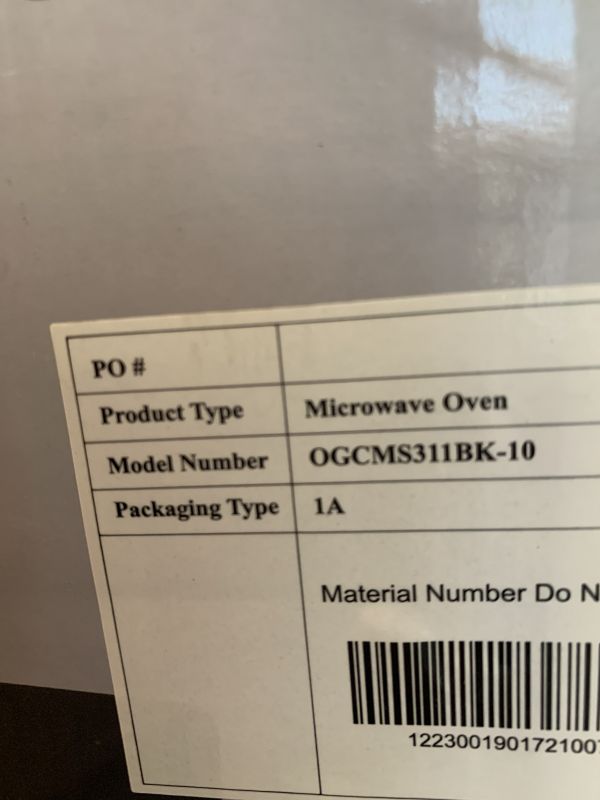 PO #
Product Type Microwave Oven
Model Number OGCMS311BK-10
Packaging Type 1A
Material Number Do N
122300190172100